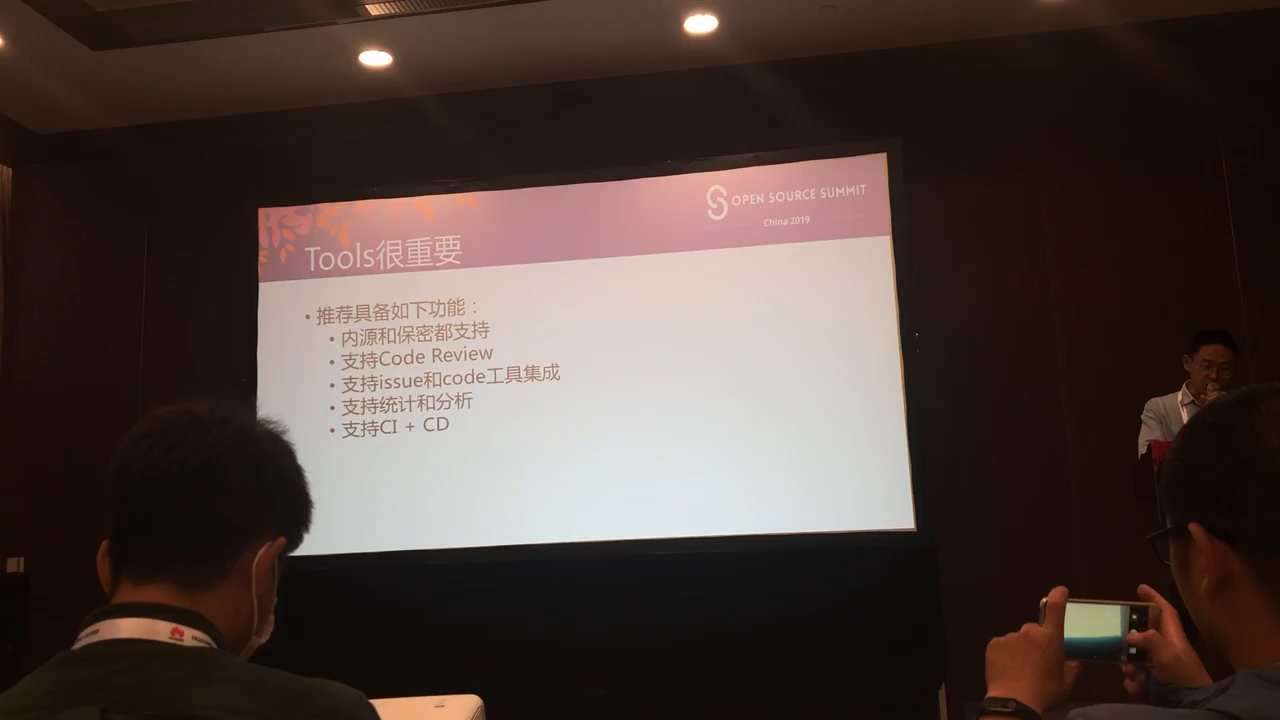 OPEN SOURCE SUMMIT
China 2019
Tools很重要
• 推荐具备如下功能：
• 内源和保密都支持
• 支持Code Review
• 支持issue和code工具集成
• 支持统计和分析
• 支持CI + CD